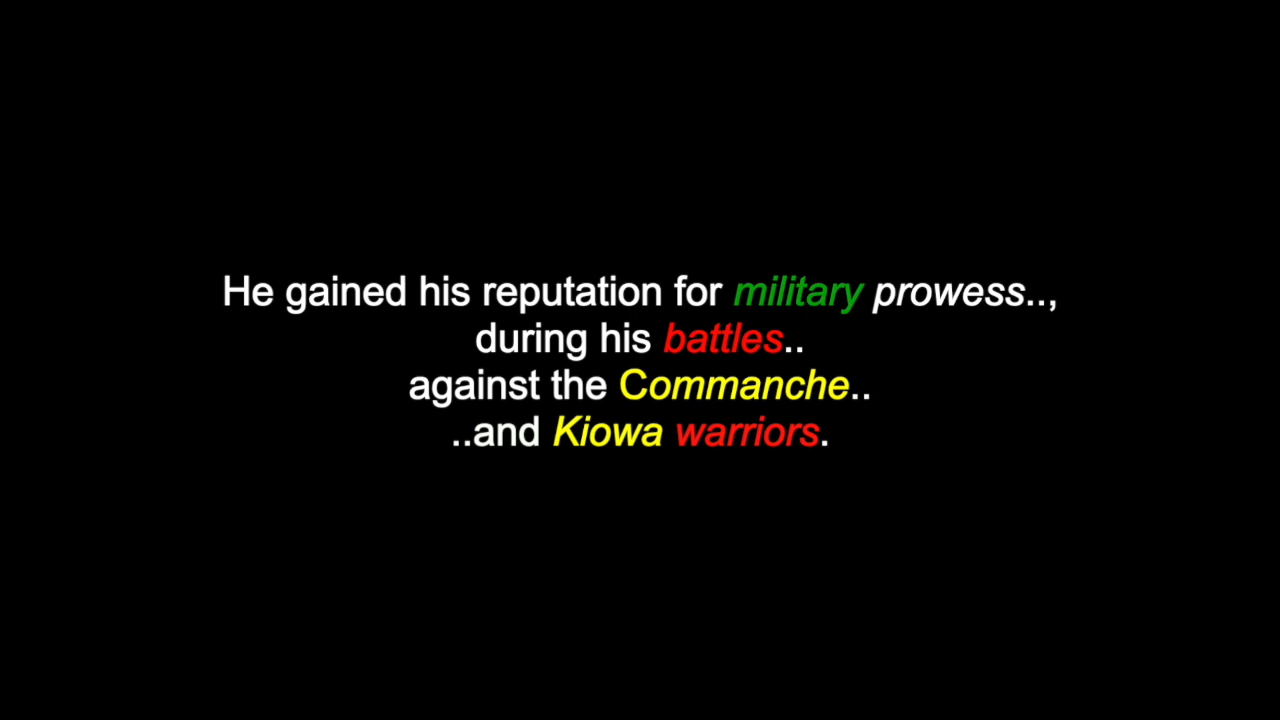 He gained his reputation for military prowess..,
during his battles..
against the Commanche..
..and Kiowa warriors.